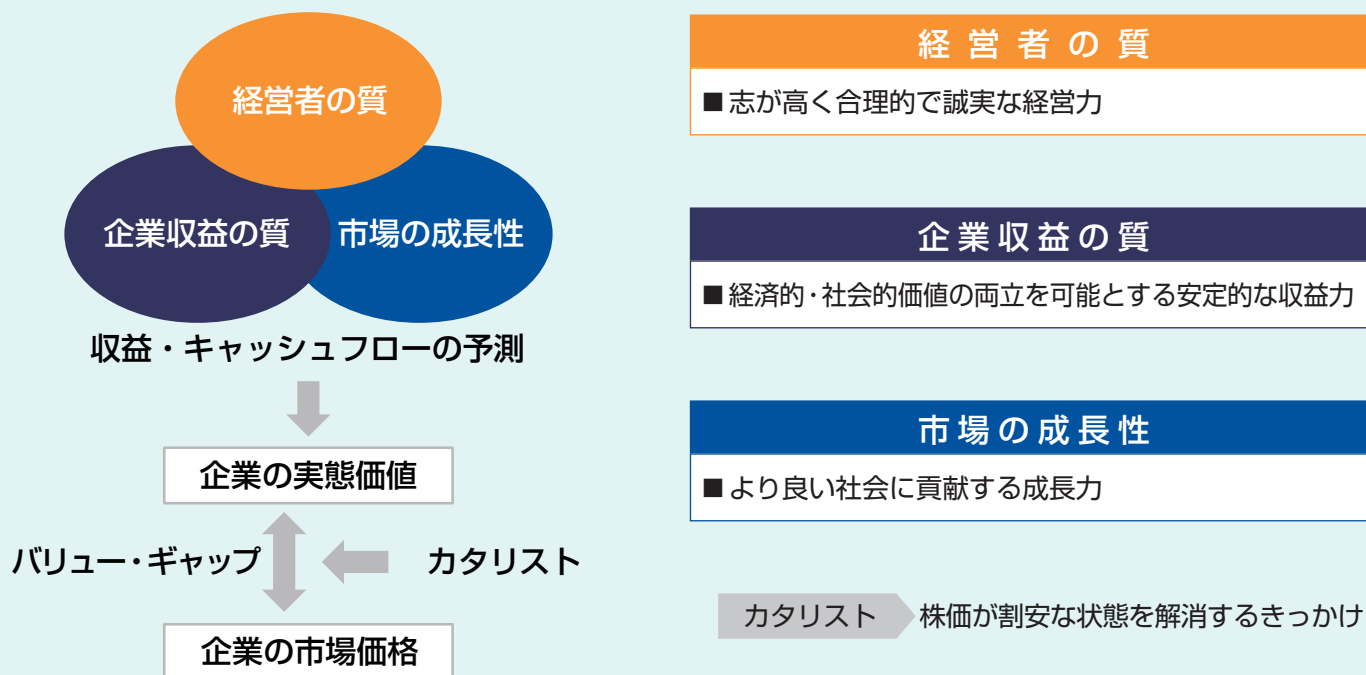 経営者の質
企業収益の質
市場の成長性
収益・キャッシュフローの予測
企業の実態価値
バリュー・ギャップ
カタリスト
企業の市場価格
経営者の質
■志が高く合理的で誠実な経営力
企業収益の質
■経済的・社会的価値の両立を可能とする安定的な収益力
市場の成長性
■より良い社会に貢献する成長力
カタリスト 株価が割安な状態を解消するきっかけ